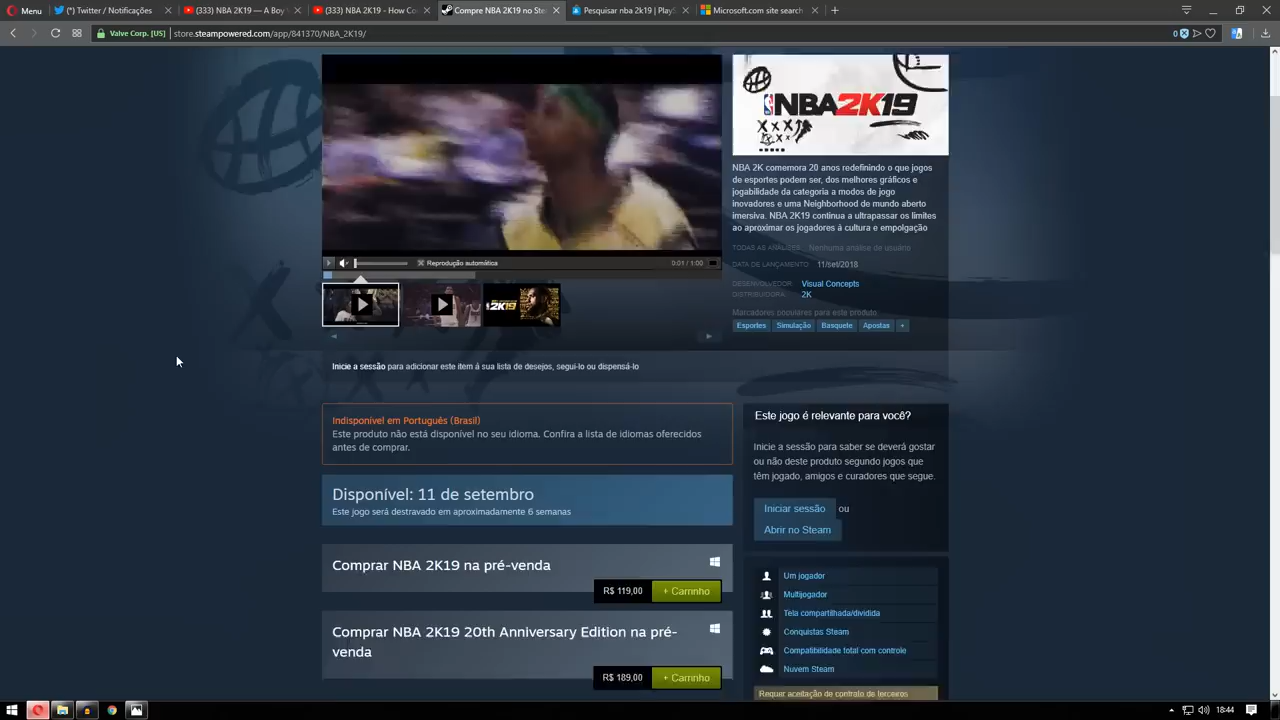 Menu
(*) Twitter / Notificações
(333) NBA 2K19 — A Boy
(333) NBA 2K19 - How Co
Compre NBA 2K19 no Ste
Pesquisar nba 2k19 | Play
Microsoft.com site search
Valve Corp. [US]
store.steampowered.com/app/841370/NBA_2K19/
0
NBA2K19
NBA 2K comemora 20 anos redefinindo o que jogos
de esportes podem ser, dos melhores gráficos e
jogabilidade da categoria a modos de jogo
inovadores e uma Neighborhood de mundo aberto
imersiva. NBA 2K19 continua a ultrapassar os limites
ao aproximar os jogadores à cultura e empolgação
TODAS AS ANÁLISES: Nenhuma análise de usuário
DATA DE LANÇAMENTO: 11/set/2018
DESENVOLVEDOR: Visual Concepts
DISTRIBUIDORA: 2K
Marcadores populares para este produto
Esportes
Simulação
Basquete
Apostas
+
Reprodução automática
0:01 / 1:00
2K19
Inicie a sessão para adicionar este item à sua lista de desejos, segui-lo ou dispensá-lo
Indisponível em Português (Brasil)
Este produto não está disponível no seu idioma. Confira a lista de idiomas oferecidos
antes de comprar.
Disponível: 11 de setembro
Este jogo será destravado em aproximadamente 6 semanas
Comprar NBA 2K19 na pré-venda
R$ 119,00
+ Carrinho
Comprar NBA 2K19 20th Anniversary Edition na pré-
venda
R$ 189,00
+ Carrinho
Este jogo é relevante para você?
Inicie a sessão para saber se deverá gostar
ou não deste produto segundo jogos que
têm jogado, amigos e curadores que segue.
Iniciar sessão ou
Abrir no Steam
Um jogador
Multijogador
Tela compartilhada/dividida
Conquistas Steam
Compatibilidade total com controle
Nuvem Steam
Requer aceitação de contrato de terceiros
18:44